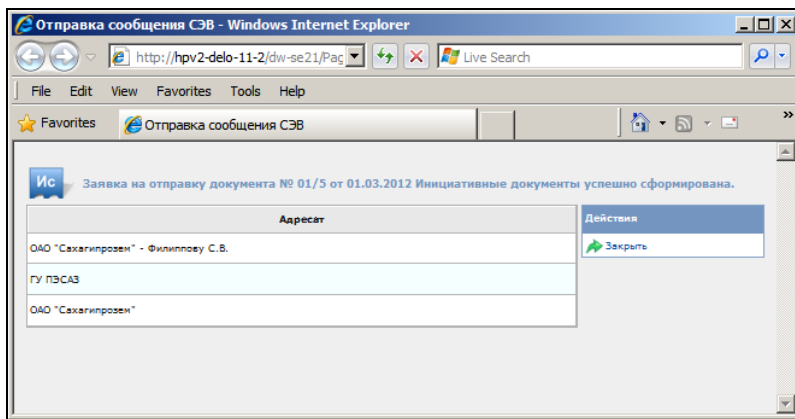 Отправка сообщения СЭВ - Windows Internet Explorer
http://hpv2-delo-11-2/dw-se21/Pag
Live Search
File Edit View Favorites Tools Help
Favorites
Отправка сообщения СЭВ
Ис
Заявка на отправку документа № 01/5 от 01.03.2012 Инициативные документы успешно сформирована.
Адресат
Действия
ОАО "Сахагипрозем" - Филиппову С.В.
Закрыть
ГУ ПЭСАЗ
ОАО "Сахагипрозем"